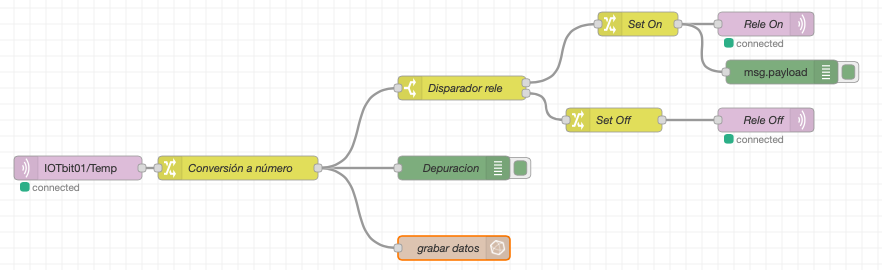 Set On
Rele On
connected
msg.payload
Disparador rele
Set Off
Rele Off
connected
IOTbit01/Temp
Conversión a número
Depuracion
connected
grabar datos